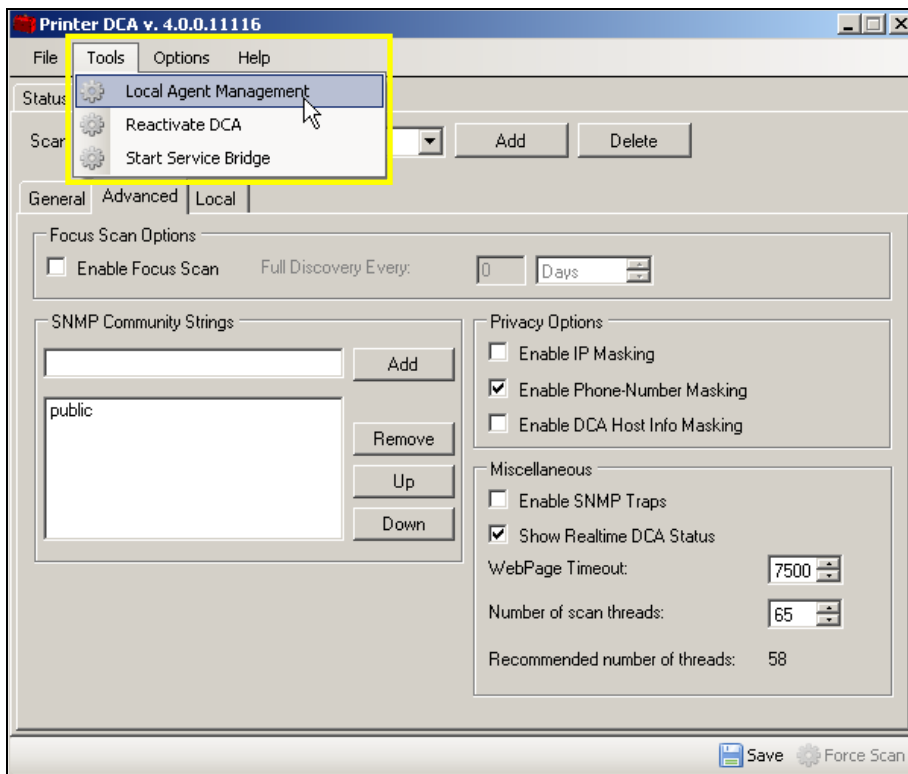 Printer DCA v. 4.0.0.11116
File Tools Options Help
Local Agent Management
Reactivate DCA
Start Service Bridge
Status
Scan
Add Delete
General Advanced Local
Focus Scan Options
Enable Focus Scan Full Discovery Every: 0 Days
SNMP Community Strings
Add
public
Remove
Up
Down
Privacy Options
Enable IP Masking
Enable Phone-Number Masking
Enable DCA Host Info Masking
Miscellaneous
Enable SNMP Traps
Show Realtime DCA Status
WebPage Timeout: 7500
Number of scan threads: 65
Recommended number of threads: 58
Save Force Scan